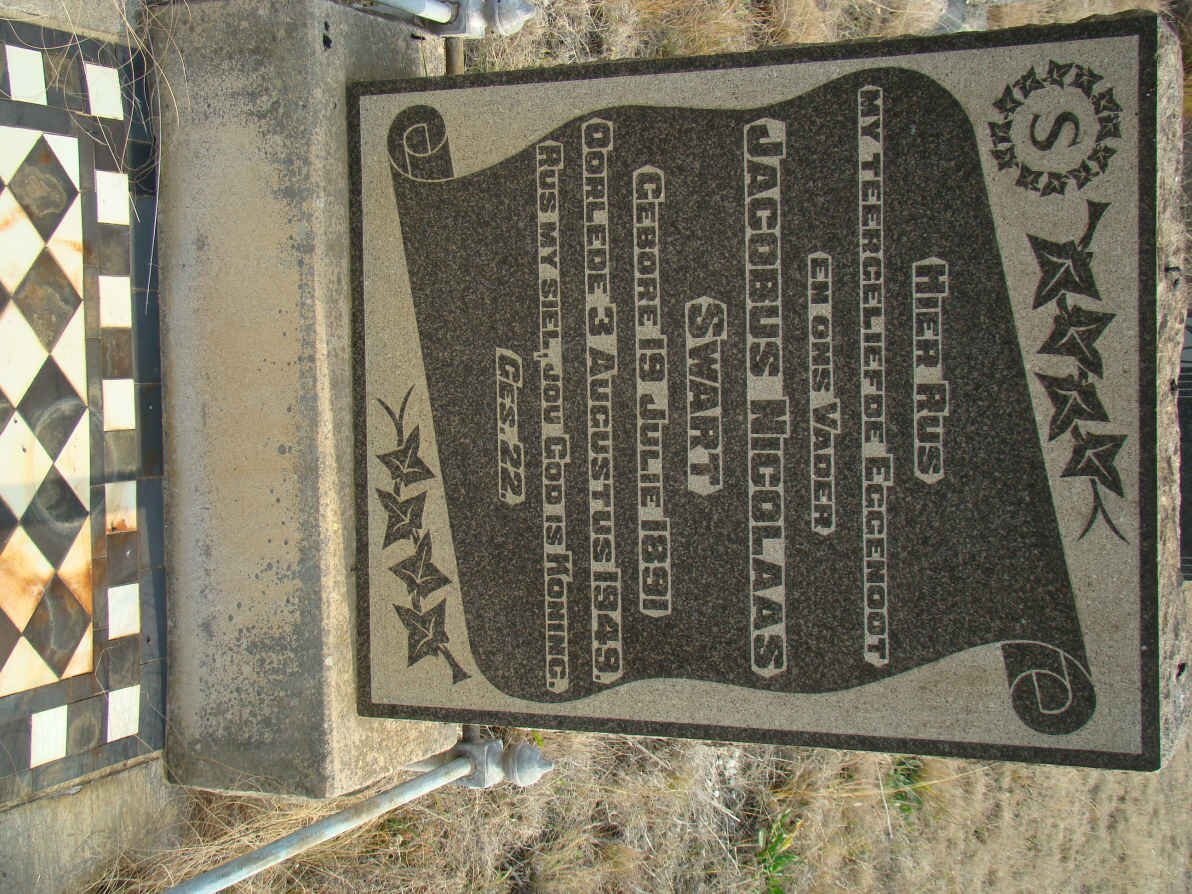 S
HIER RUS
MY TEERGELIEFDE EGGENOOT
EN ONS VADER
JACOBUS NICOLAAS
SWART
GEBORE 19 JULIE 1891
OORLEDE 3 AUGUSTUS 1949.
RUS MY SIEL, JOU GOD IS KONING.
GES. 22.